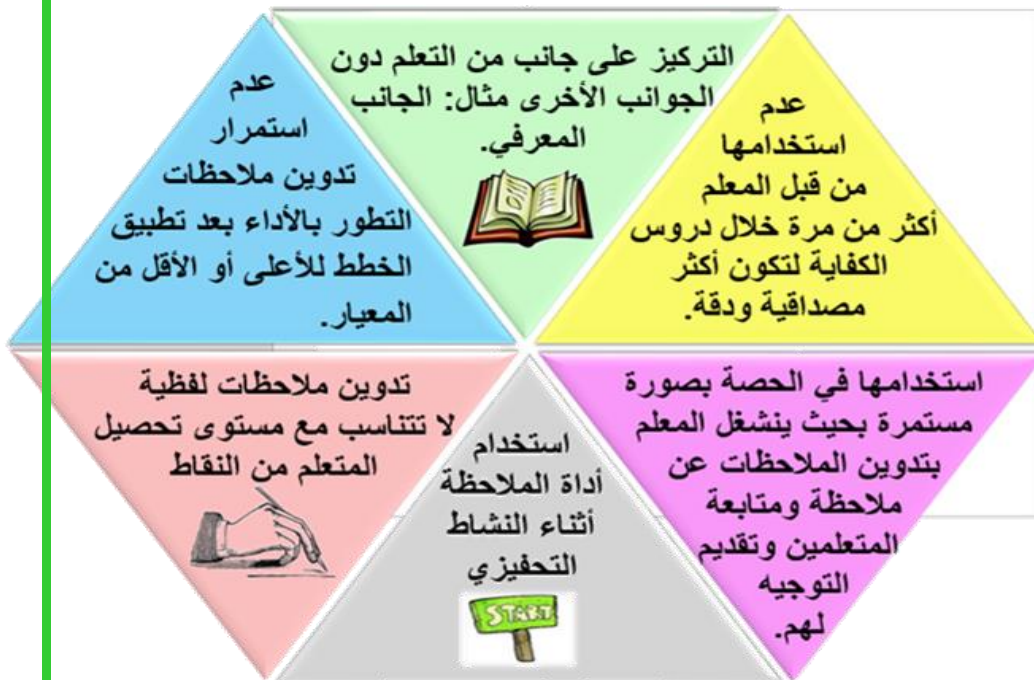 التركيز على جانب من التعلم دون
الجوانب الأخرى مثال: الجانب
المعرفي.
عدم
استخدامها
من قبل المعلم
أكثر من مرة خلال دروس
الكفاية لتكون أكثر
مصداقية ودقة.
استخدامها في الحصة بصورة
مستمرة بحيث ينشغل المعلم
بتدوين الملاحظات عن
ملاحظة ومتابعة
المتعلمين وتقديم
التوجيه
لهم.
استخدام
أداة الملاحظة
أثناء النشاط
التحفيزي
START
تدوين ملاحظات لفظية
لا تتناسب مع مستوى تحصيل
المتعلم من النقاط
عدم
استمرار
تدوين ملاحظات
التطور بالأداء بعد تطبيق
الخطط للأعلى أو الأقل من
المعيار.